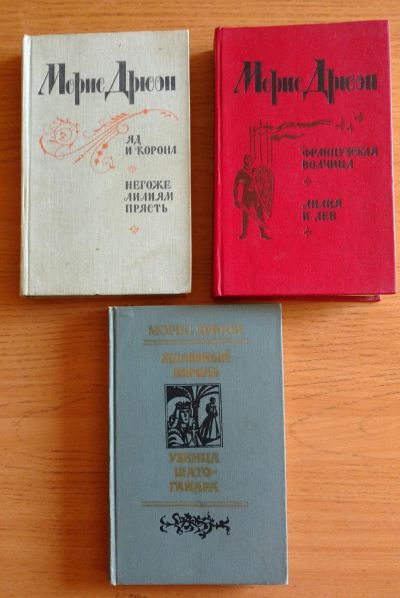 Морис Дрюон
ЯД
И КОРОНА
НЕГОЖЕ
ЛИЛИЯМ
ПРЯСТЬ
Морис Дрюон
ФРАНЦУЗСКАЯ
ВОЛЧИЦА
ЛИЛИЯ
И ЛЕВ
МОРИС ДРЮОН
ЖЕЛЕЗНЫЙ
КОРОЛЬ
УЗНИЦА
ШАТО-
ГАЙАРА